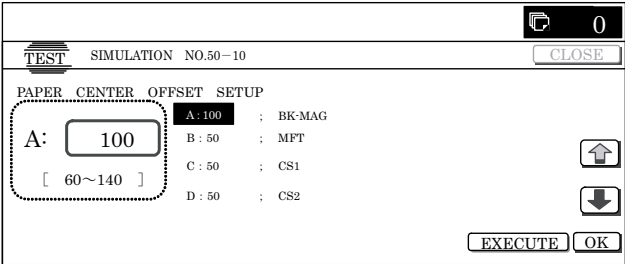 0
TEST SIMULATION NO.50-10 CLOSE
PAPER CENTER OFFSET SETUP
A: 100
[ 60～140 ]
A:100 ; BK-MAG
B:50 ; MFT
C:50 ; CS1
D:50 ; CS2
EXECUTE OK